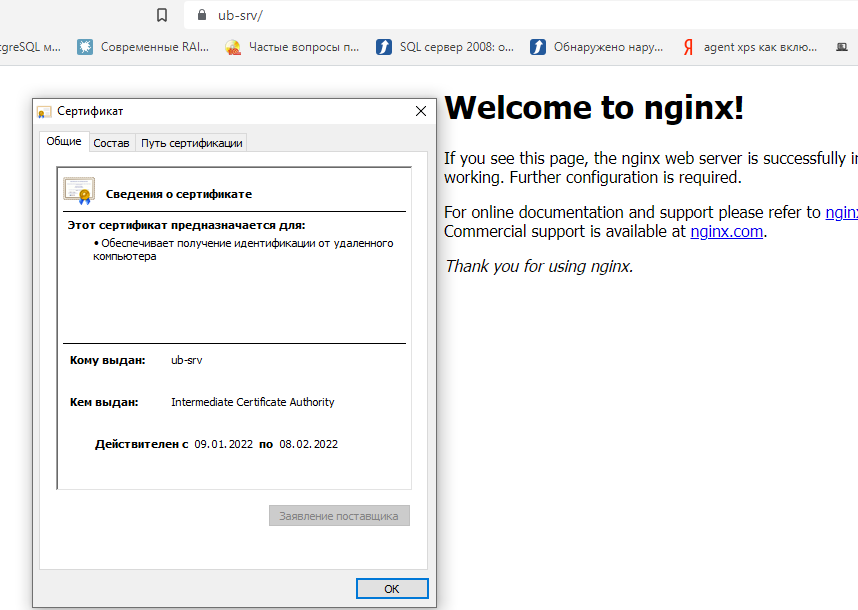 ub-srv/
tgreSQL м...
Современные RAI...
Частые вопросы п...
SQL сервер 2008: о...
Обнаружено нару...
agent xps как вклю...
Сертификат
Общие
Состав
Путь сертификации
Сведения о сертификате
Этот сертификат предназначается для:
• Обеспечивает получение идентификации от удаленного
компьютера
Кому выдан: ub-srv
Кем выдан: Intermediate Certificate Authority
Действителен с 09.01.2022 по 08.02.2022
Заявление поставщика
OK
Welcome to nginx!
If you see this page, the nginx web server is successfully i
working. Further configuration is required.
For online documentation and support please refer to nginx
Commercial support is available at nginx.com.
Thank you for using nginx.